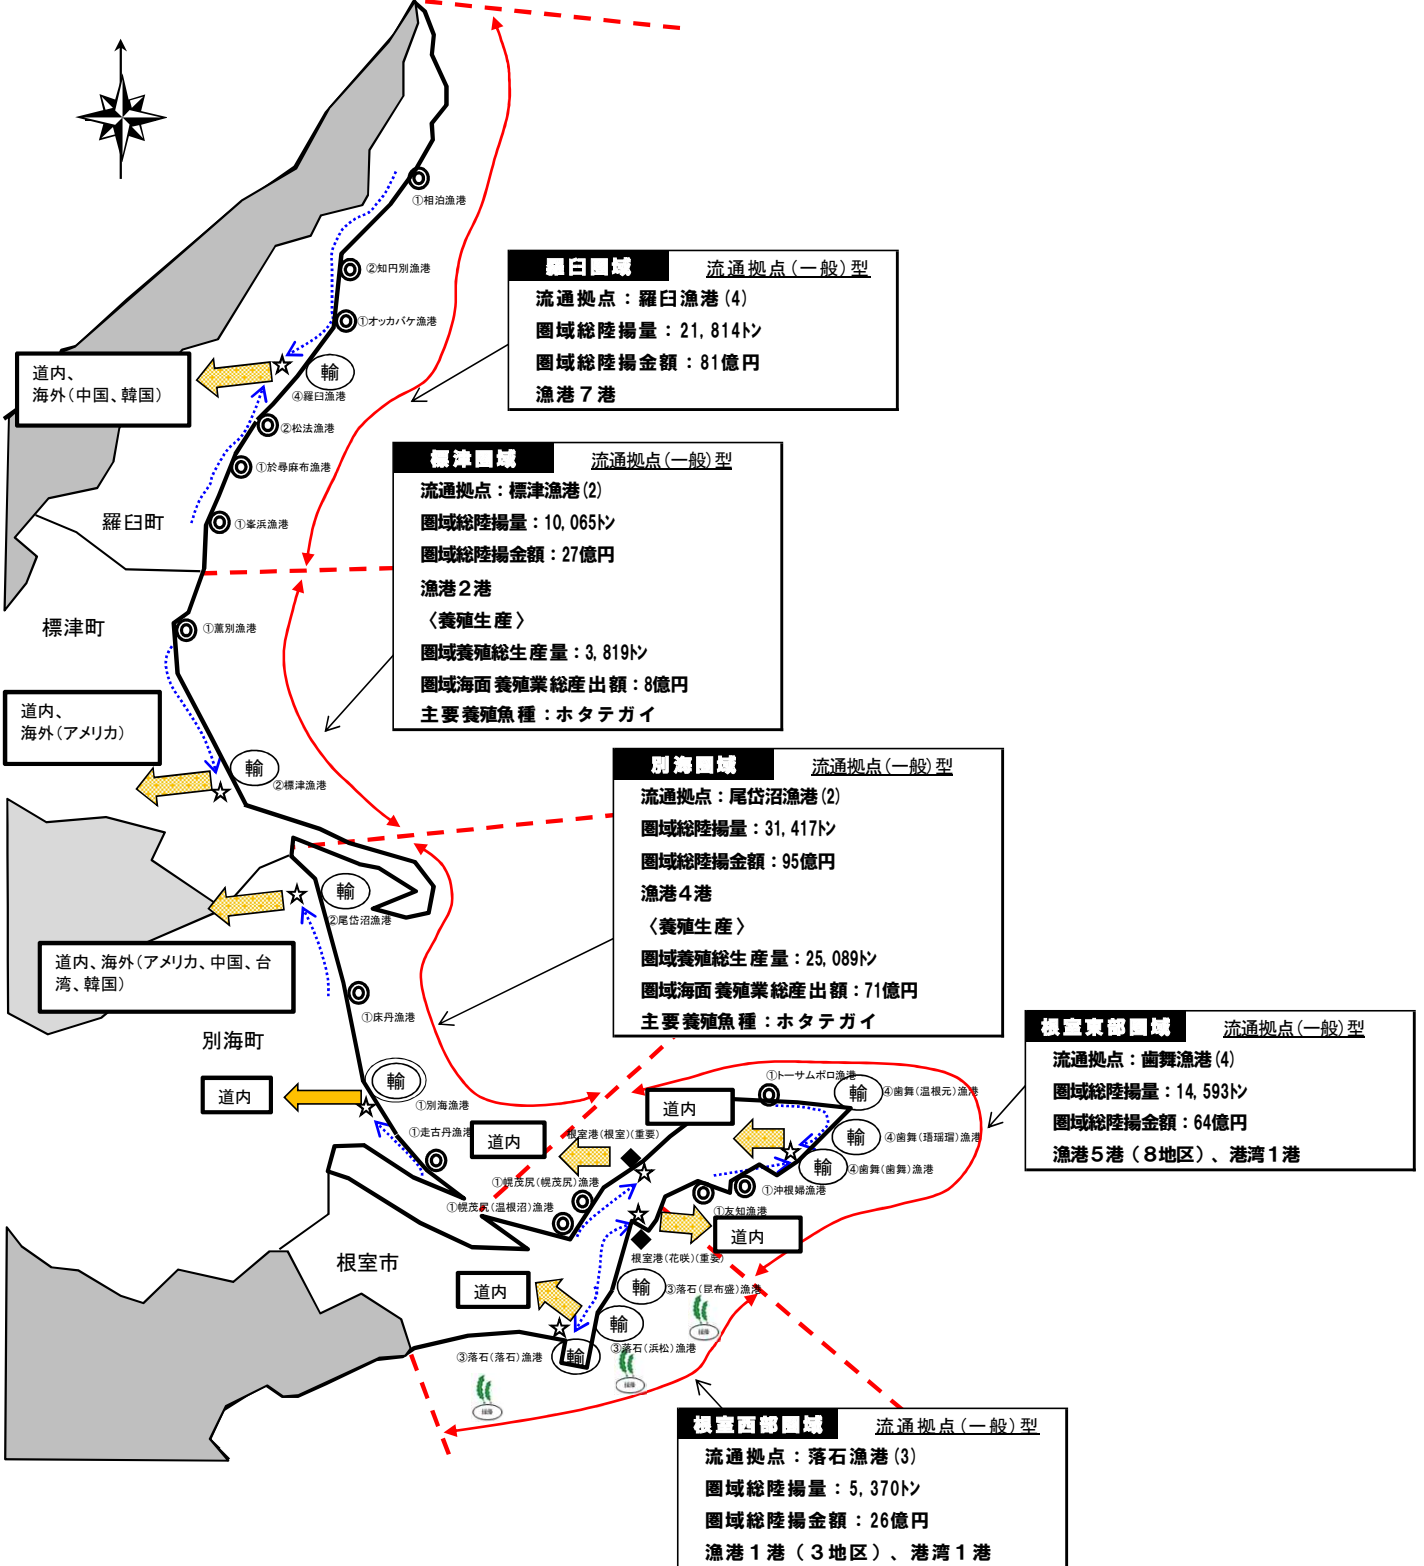 ①相泊漁港
②知円別漁港
①オッカバケ漁港
輸
④羅臼漁港
②松法漁港
①於尋麻布漁港
①峯浜漁港
道内、
海外(中国、韓国)
羅臼町
羅臼圏域 流通拠点(一般)型
流通拠点：羅臼漁港(4)
圏域総陸揚量：21,814トン
圏域総陸揚金額：81億円
漁港７港
標津圏域 流通拠点(一般)型
流通拠点：標津漁港(2)
圏域総陸揚量：10,065トン
圏域総陸揚金額：27億円
漁港２港
〈養殖生産〉
圏域養殖総生産量：3,819トン
圏域海面養殖業総産出額：8億円
主要養殖魚種：ホタテガイ
標津町
①薫別漁港
道内、
海外(アメリカ)
輸
②標津漁港
別海圏域 流通拠点(一般)型
流通拠点：尾岱沼漁港(2)
圏域総陸揚量：31,417トン
圏域総陸揚金額：95億円
漁港４港
〈養殖生産〉
圏域養殖総生産量：25,089トン
圏域海面養殖業総産出額：71億円
主要養殖魚種：ホタテガイ
輸
②尾岱沼漁港
道内、海外(アメリカ、中国、台
湾、韓国)
①床丹漁港
別海町
道内
輸
①別海漁港
①走古丹漁港
根室東部圏域 流通拠点(一般)型
流通拠点：歯舞漁港(4)
圏域総陸揚量：14,593トン
圏域総陸揚金額：64億円
漁港５港（８地区）、港湾１港
①トーサムポロ漁港
輸
④歯舞(温根元)漁港
道内
輸
④歯舞(珸瑶瑁)漁港
輸
④歯舞(歯舞)漁港
道内
根室港(根室)(重要)
①幌茂尻(幌茂尻)漁港
①幌茂尻(温根沼)漁港
①沖根婦漁港
①友知漁港
道内
根室港(花咲)(重要)
根室市
道内
輸
③落石(昆布盛)漁港
輸
③落石(浜松)漁港
輸
③落石(落石)漁港
根室西部圏域 流通拠点(一般)型
流通拠点：落石漁港(3)
圏域総陸揚量：5,370トン
圏域総陸揚金額：26億円
漁港１港（３地区）、港湾１港